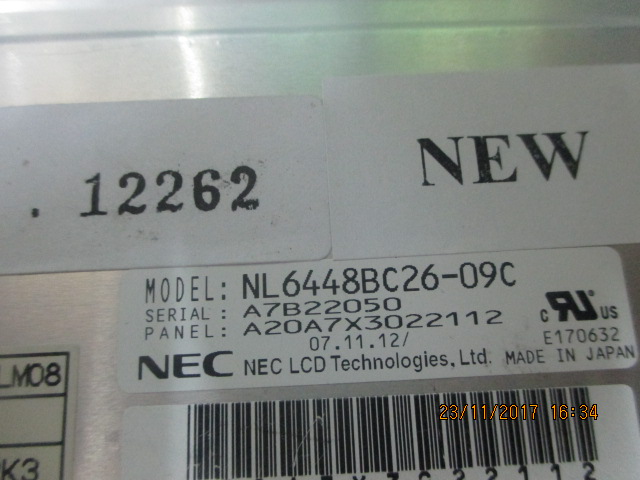 . 12262
NEW
MODEL: NL6448BC26-09C
SERIAL: A7B22050
PANEL: A20A7X3022112
07.11.12/
c RU US
E170632
NEC NEC LCD Technologies, Ltd. MADE IN JAPAN
LM08
K3
23/11/2017 16:34